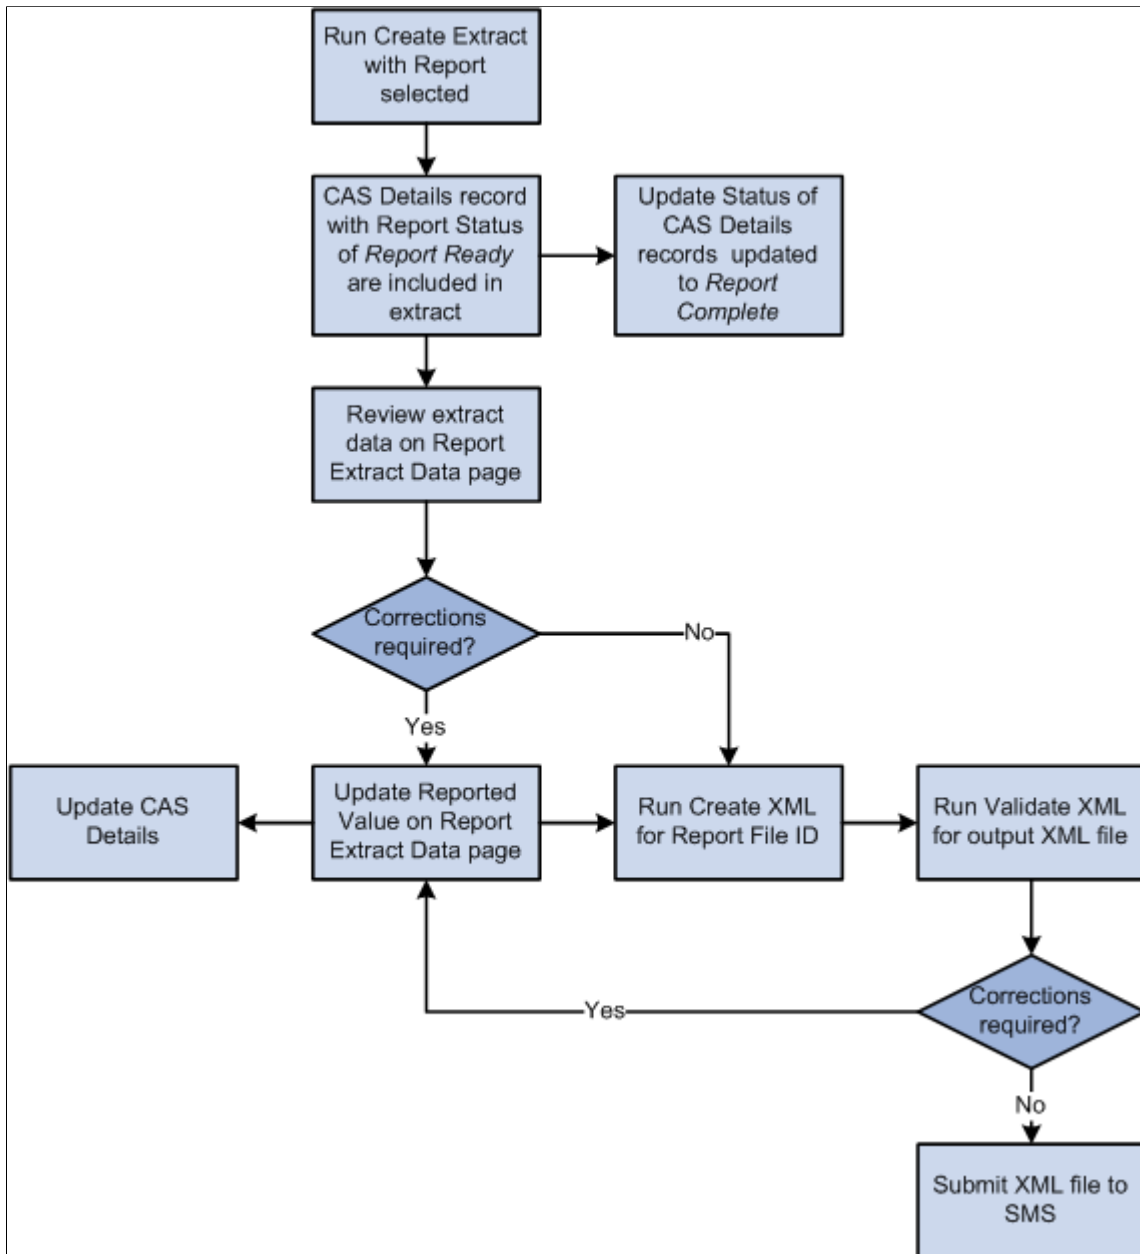 Run Create Extract
with Report
selected
CAS Details record
with Report Status
of Report Ready
are included in
extract
Update Status of
CAS Details
records updated
to Report
Complete
Review extract
data on Report
Extract Data page
Corrections
required?
No
Yes
Update CAS
Details
Update Reported
Value on Report
Extract Data page
Run Create XML
for Report File ID
Run Validate XML
for output XML file
Corrections
required?
Yes
No
Submit XML file to
SMS